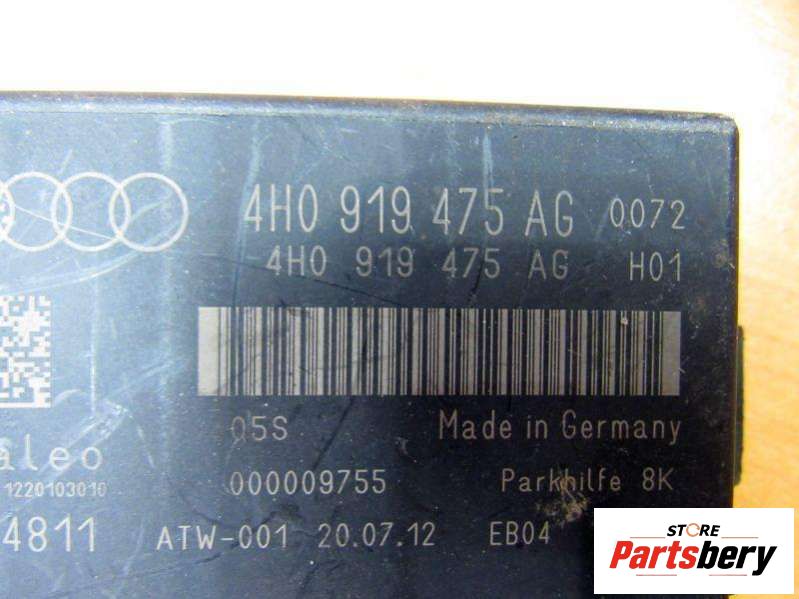 4H0 919 475 AG 0072
4H0 919 475 AG H01
Q5S Made in Germany
aleo
1220103010
000009755 Parkhilfe 8K
4811 ATW-001 20.07.12 EB04
STORE
Partsbery